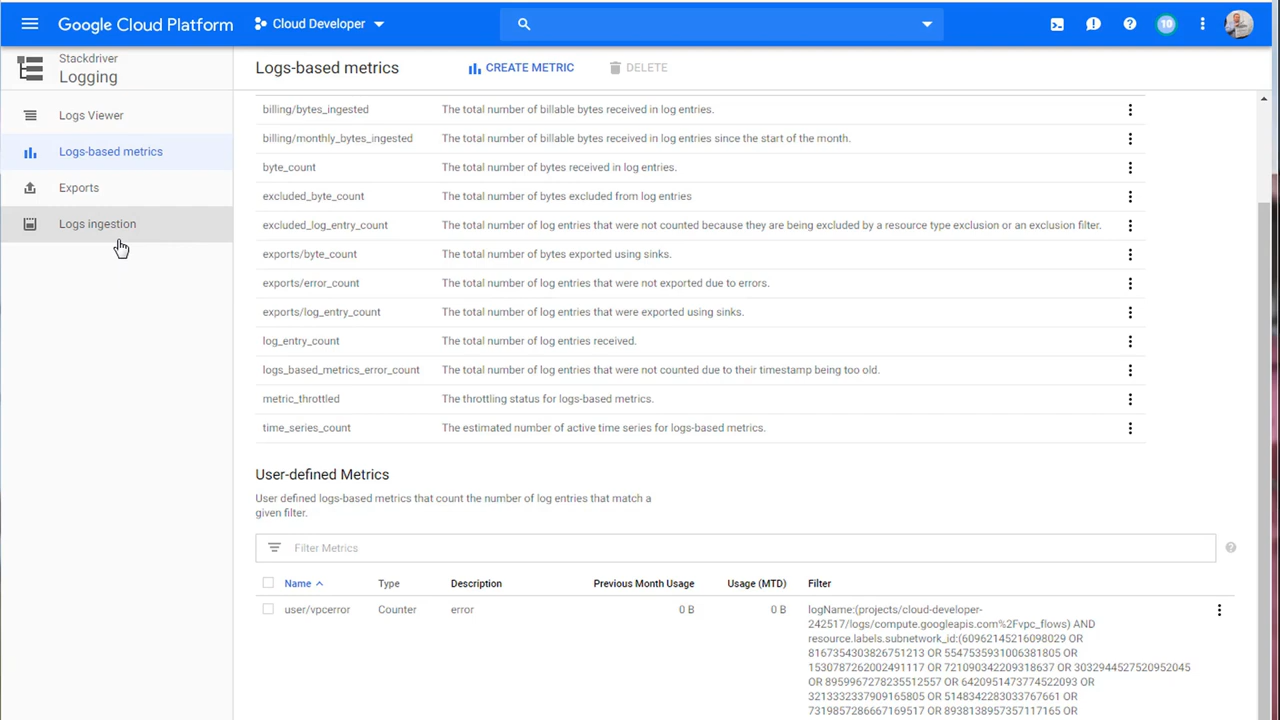 Google Cloud Platform
Cloud Developer
10
Stackdriver
Logging
Logs-based metrics
CREATE METRIC
DELETE
Logs Viewer
Logs-based metrics
Exports
Logs ingestion
billing/bytes_ingested The total number of billable bytes received in log entries.
billing/monthly_bytes_ingested The total number of billable bytes received in log entries since the start of the month.
byte_count The total number of bytes received in log entries.
excluded_byte_count The total number of bytes excluded from log entries
excluded_log_entry_count The total number of log entries that were not counted because they are being excluded by a resource type exclusion or an exclusion filter.
exports/byte_count The total number of bytes exported using sinks.
exports/error_count The total number of log entries that were not exported due to errors.
exports/log_entry_count The total number of log entries that were exported using sinks.
log_entry_count The total number of log entries received.
logs_based_metrics_error_count The total number of log entries that were not counted due to their timestamp being too old.
metric_throttled The throttling status for logs-based metrics.
time_series_count The estimated number of active time series for logs-based metrics.
User-defined Metrics
User defined logs-based metrics that count the number of log entries that match a
given filter.
Filter Metrics
Name Type Description Previous Month Usage Usage (MTD) Filter
user/vpcerror Counter error 0 B 0 B logName:(projects/cloud-developer-
242517/logs/compute.googleapis.com%2Fvpc_flows) AND
resource.labels.subnetwork_id:(60962145216098029 OR
8167354303826751213 OR 5547535931006381805 OR
1530787262002491117 OR 721090342209318637 OR 3032944527520952045
OR 8959967278235512557 OR 6420951473774522093 OR
3213332337909165805 OR 5148342283033767661 OR
7319857286667169517 OR 8938138957357117165 OR